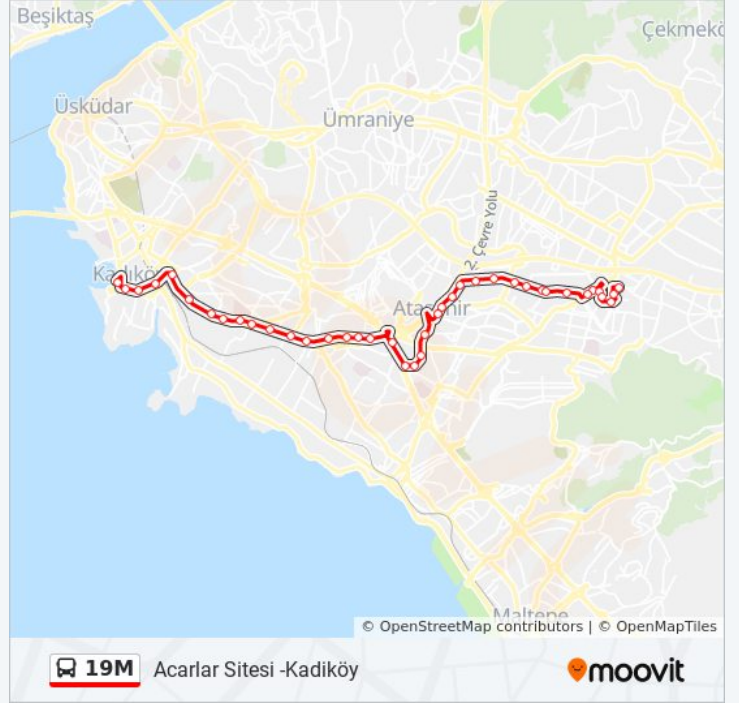 Beşiktaş
Çekmekö
Üsküdar
Ümraniye
2. Çevre Yolu
Kadıköy
Ataşehir
Maltepe
© OpenStreetMap contributors | © OpenMapTiles
19M Acarlar Sitesi -Kadiköy
moovit